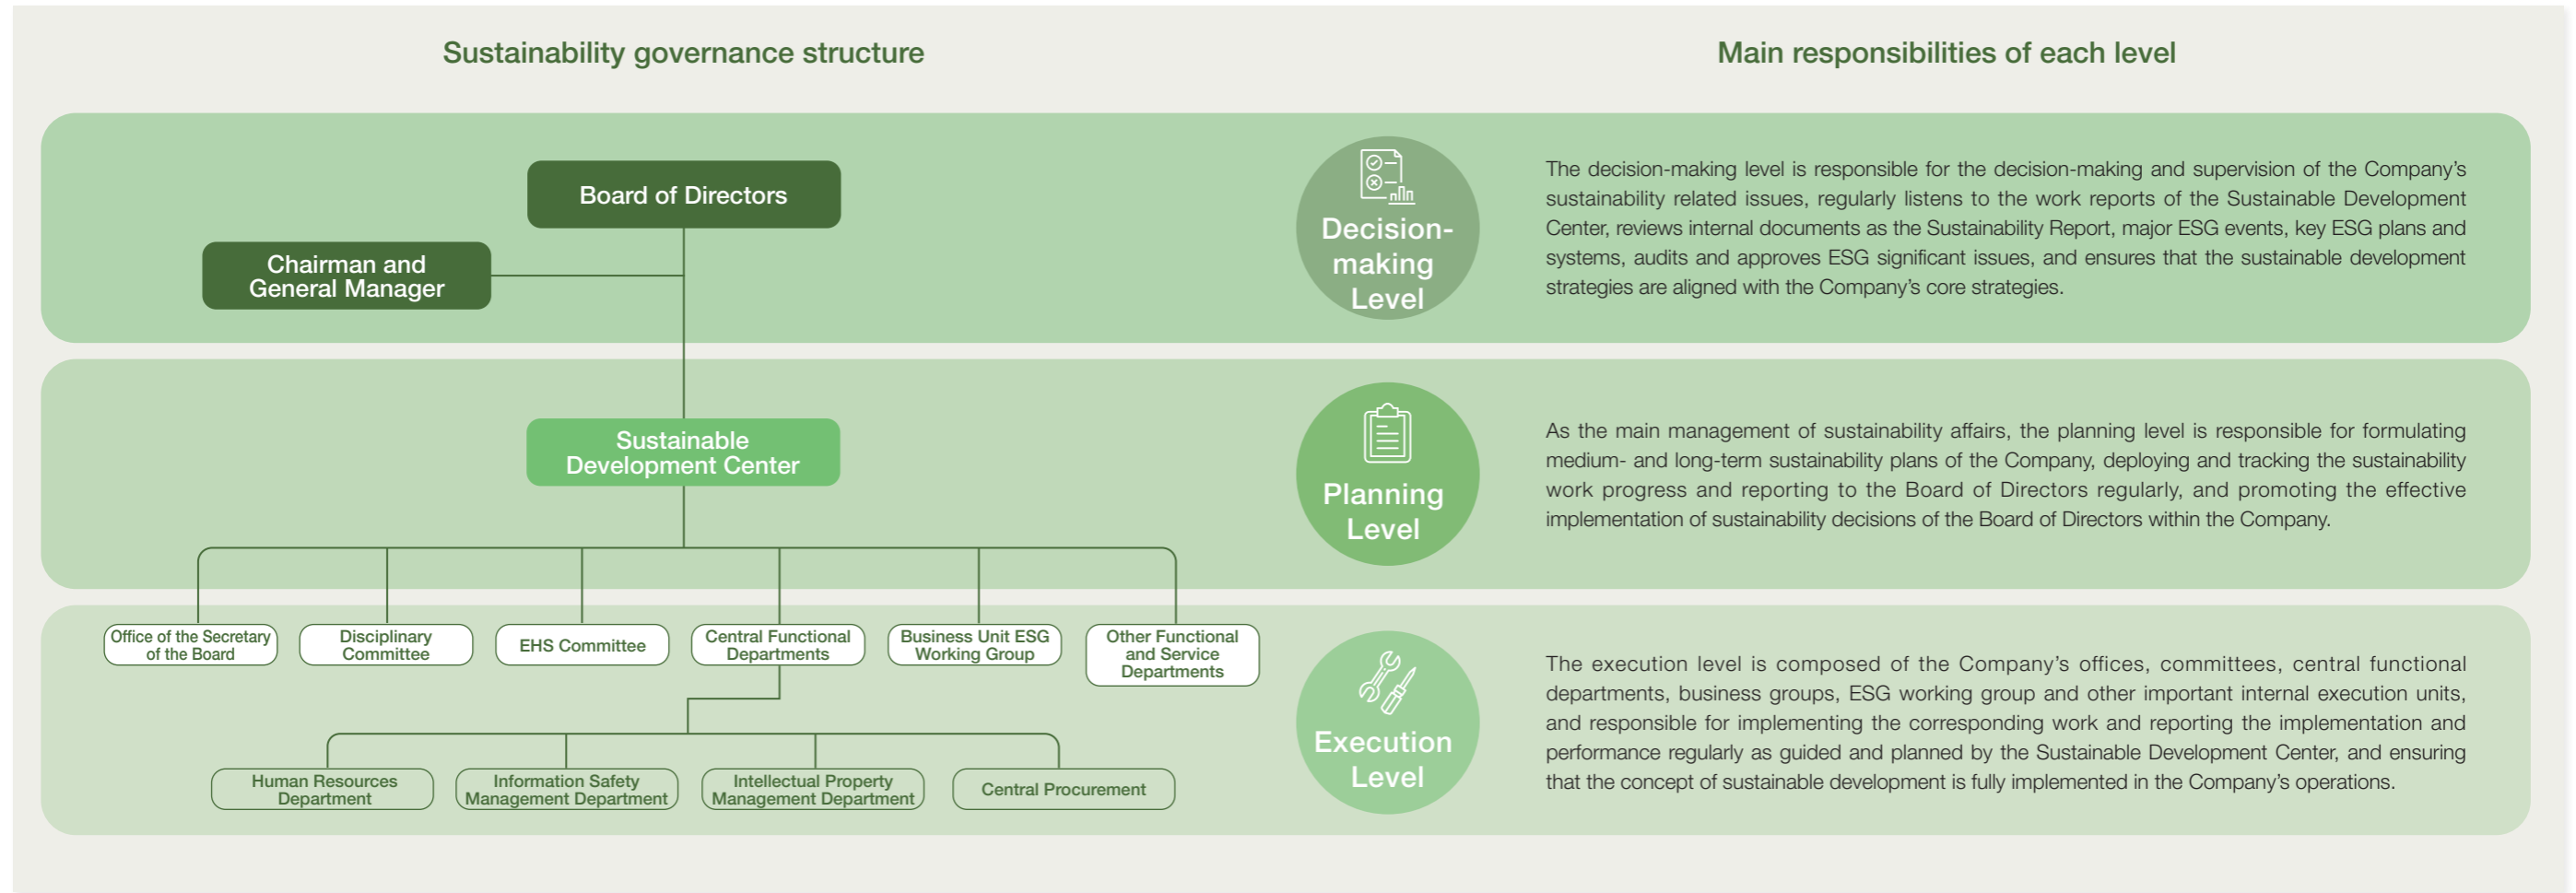 Sustainability governance structure
Main responsibilities of each level
Board of Directors
Chairman and
General Manager
Decision-
making
Level
The decision-making level is responsible for the decision-making and supervision of the Company’s
sustainability related issues, regularly listens to the work reports of the Sustainable Development
Center, reviews internal documents as the Sustainability Report, major ESG events, key ESG plans and
systems, audits and approves ESG significant issues, and ensures that the sustainable development
strategies are aligned with the Company’s core strategies.
Sustainable
Development Center
Planning
Level
As the main management of sustainability affairs, the planning level is responsible for formulating
medium- and long-term sustainability plans of the Company, deploying and tracking the sustainability
work progress and reporting to the Board of Directors regularly, and promoting the effective
implementation of sustainability decisions of the Board of Directors within the Company.
Office of the Secretary
of the Board
Disciplinary
Committee
EHS Committee
Central Functional
Departments
Business Unit ESG
Working Group
Other Functional
and Service
Departments
Human Resources
Department
Information Safety
Management Department
Intellectual Property
Management Department
Central Procurement
Execution
Level
The execution level is composed of the Company’s offices, committees, central functional
departments, business groups, ESG working group and other important internal execution units,
and responsible for implementing the corresponding work and reporting the implementation and
performance regularly as guided and planned by the Sustainable Development Center, and ensuring
that the concept of sustainable development is fully implemented in the Company’s operations.